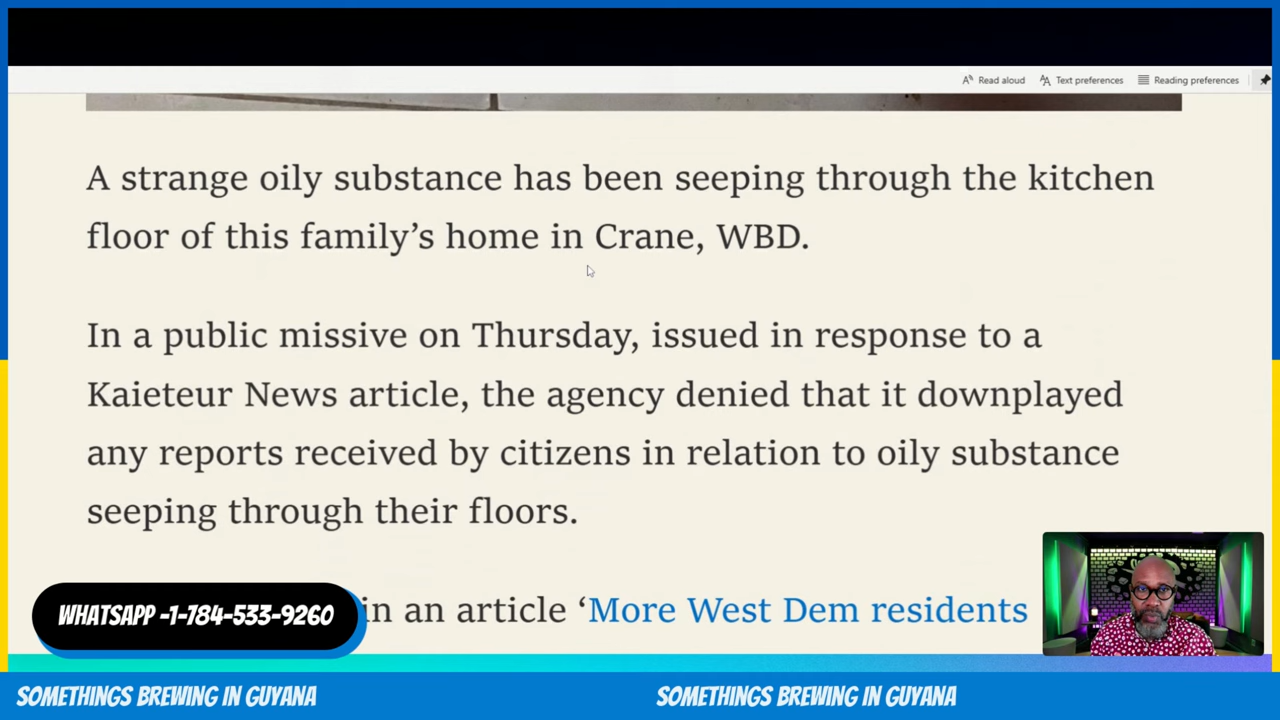 Read aloud Text preferences Reading preferences
A strange oily substance has been seeping through the kitchen
floor of this family’s home in Crane, WBD.
In a public missive on Thursday, issued in response to a
Kaieteur News article, the agency denied that it downplayed
any reports received by citizens in relation to oily substance
seeping through their floors.
in an article ‘More West Dem residents
WHATSAPP -1-784-533-9260
SOMETHINGS BREWING IN GUYANA SOMETHINGS BREWING IN GUYANA